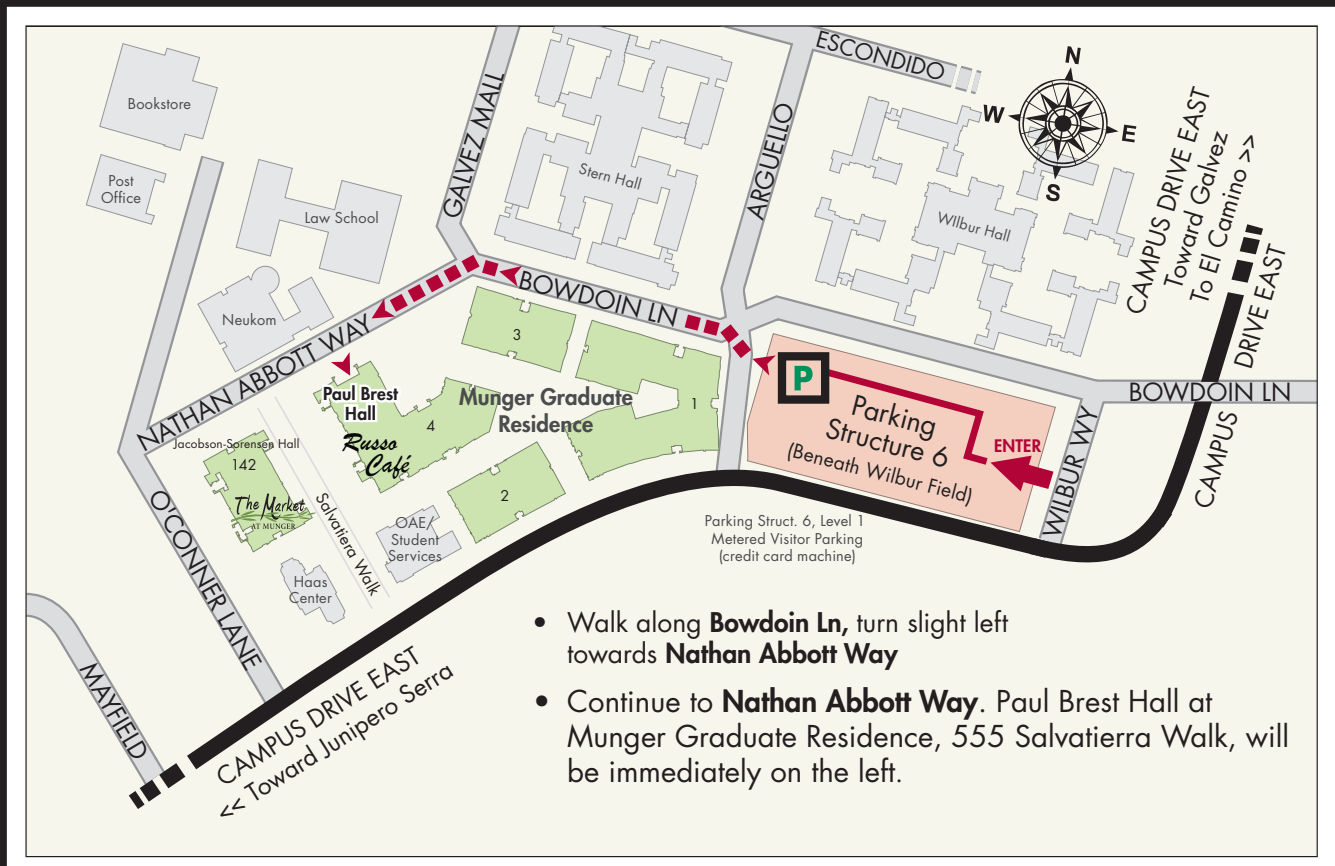 ESCONDIDO
N
W
E
S
Bookstore
GALVEZ MALL
ARGUELLO
CAMPUS DRIVE EAST
Toward Galvez
To El Camino >>
Post
Office
Stern Hall
Law School
WIlbur Hall
Neukom
BOWDOIN LN
DRIVE EAST
CAMPUS
NATHAN ABBOTT WAY
3
P
BOWDOIN LN
Paul Brest
Hall
Munger Graduate
Residence
1
4
Russo
Café
Parking
Structure 6
(Beneath Wilbur Field)
ENTER
WILBUR WY
Jacobson-Sorensen Hall
142
The Market
AT MUNGER
2
Salvatiera Walk
O'CONNER LANE
OAE/
Student
Services
Parking Struct. 6, Level 1
Metered Visitor Parking
(credit card machine)
Haas
Center
MAYFIELD
CAMPUS DRIVE EAST
<< Toward Junipero Serra
• Walk along Bowdoin Ln, turn slight left
towards Nathan Abbott Way
• Continue to Nathan Abbott Way. Paul Brest Hall at
Munger Graduate Residence, 555 Salvatierra Walk, will
be immediately on the left.